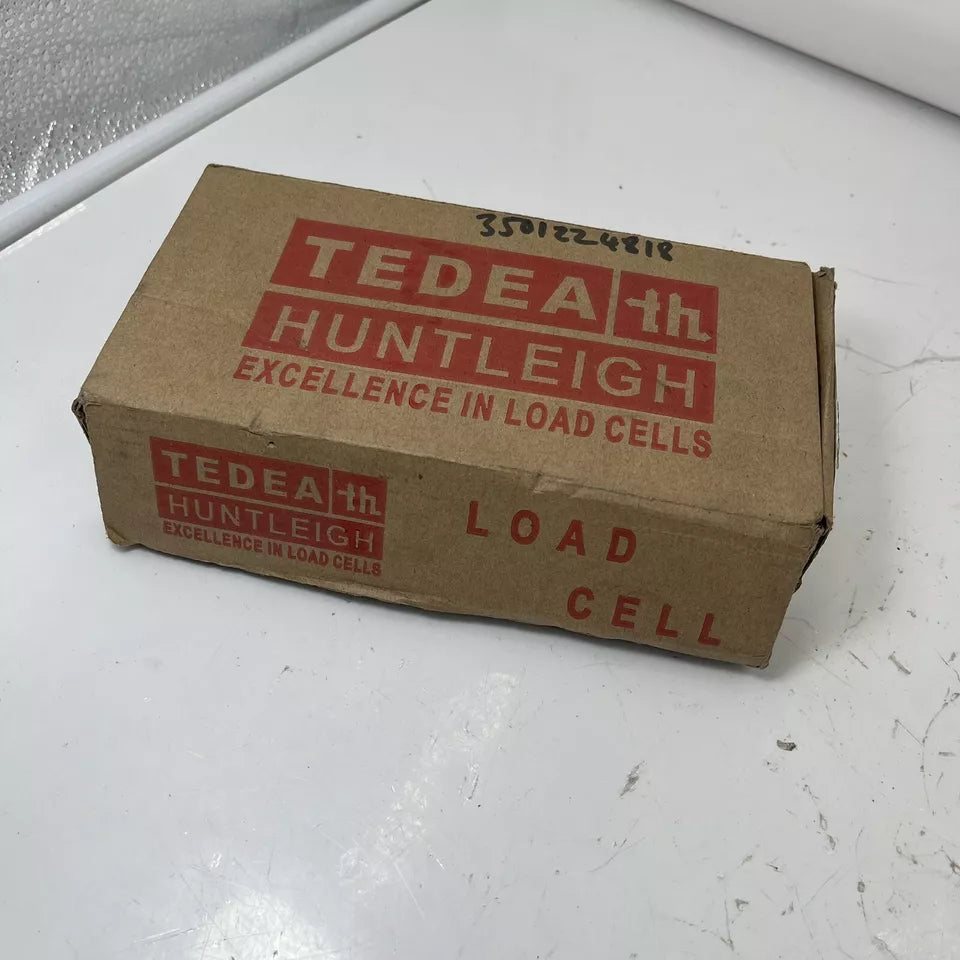 3501224818
TEDEA th
HUNTLEIGH
EXCELLENCE IN LOAD CELLS
TEDEA th
HUNTLEIGH
EXCELLENCE IN LOAD CELLS
LOAD
CELL